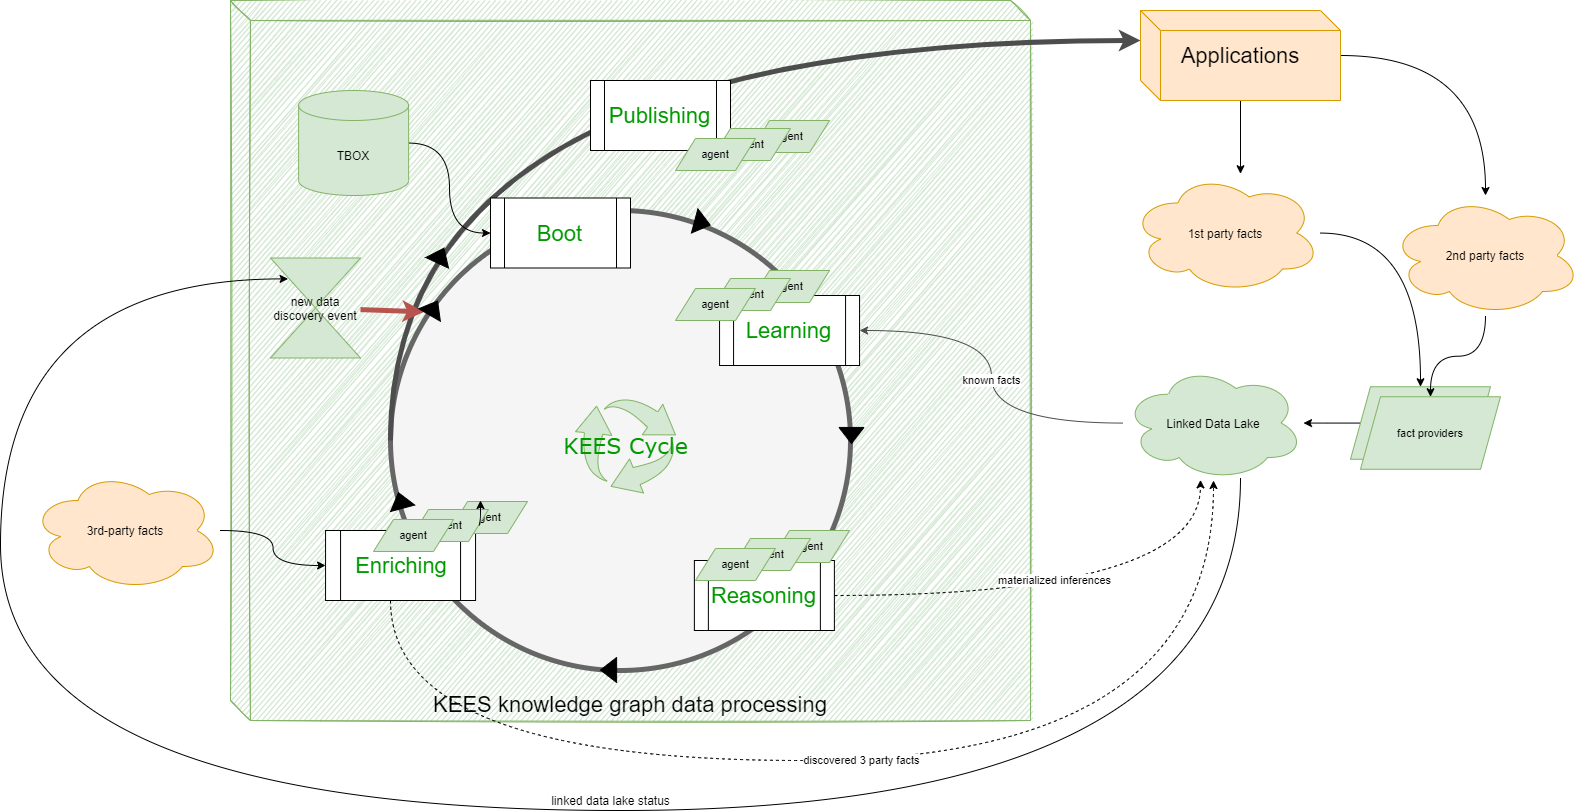 Applications
Publishing
agent
ent
gent
TBOX
Boot
1st party facts
2nd party facts
new data
discovery event
agent
ent
gent
Learning
known facts
Linked Data Lake
fact providers
KEES Cycle
3rd-party facts
agent
ent
gent
Enriching
agent
ent
gent
Reasoning
materialized inferences
KEES knowledge graph data processing
discovered 3 party facts
linked data lake status